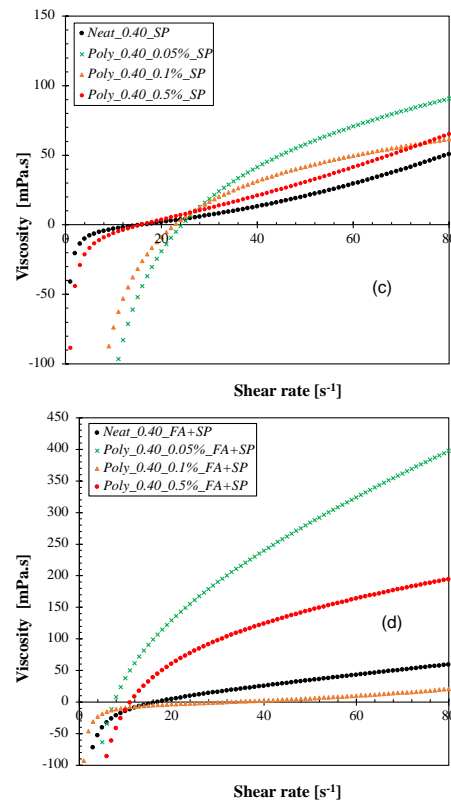 150
Neat_0.40_SP
Poly_0.40_0.05%_SP
Poly_0.40_0.1%_SP
Poly_0.40_0.5%_SP
100
50
0
-50
-100
0 20 40 60 80
Viscosity [mPa.s]
(c)
Shear rate [s-1]
450
Neat_0.40_FA+SP
Poly_0.40_0.05%_FA+SP
Poly_0.40_0.1%_FA+SP
Poly_0.40_0.5%_FA+SP
400
350
300
250
200
150
100
50
0
-50
-100
0 20 40 60 80
Viscosity [mPa.s]
(d)
Shear rate [s-1]